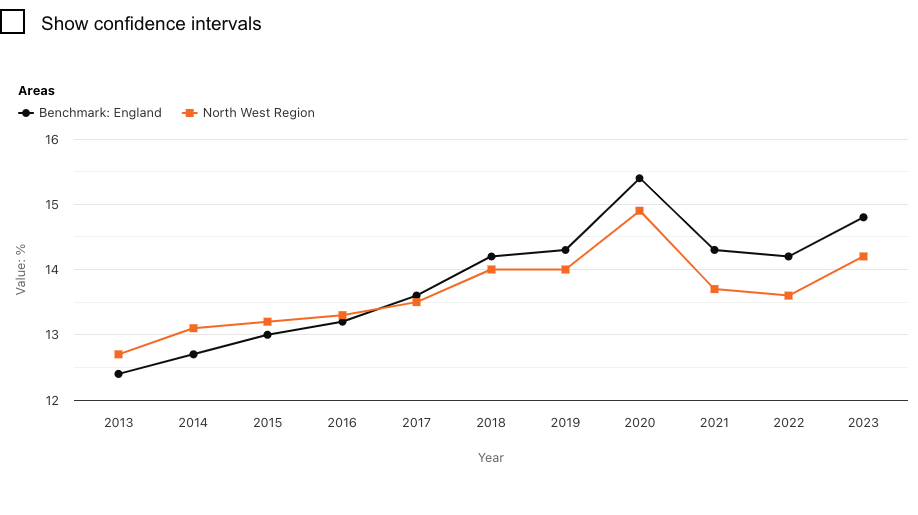 Show confidence intervals
Areas
Benchmark: England North West Region
16
15
14
13
12
Value: %
2013 2014 2015 2016 2017 2018 2019 2020 2021 2022 2023
Year